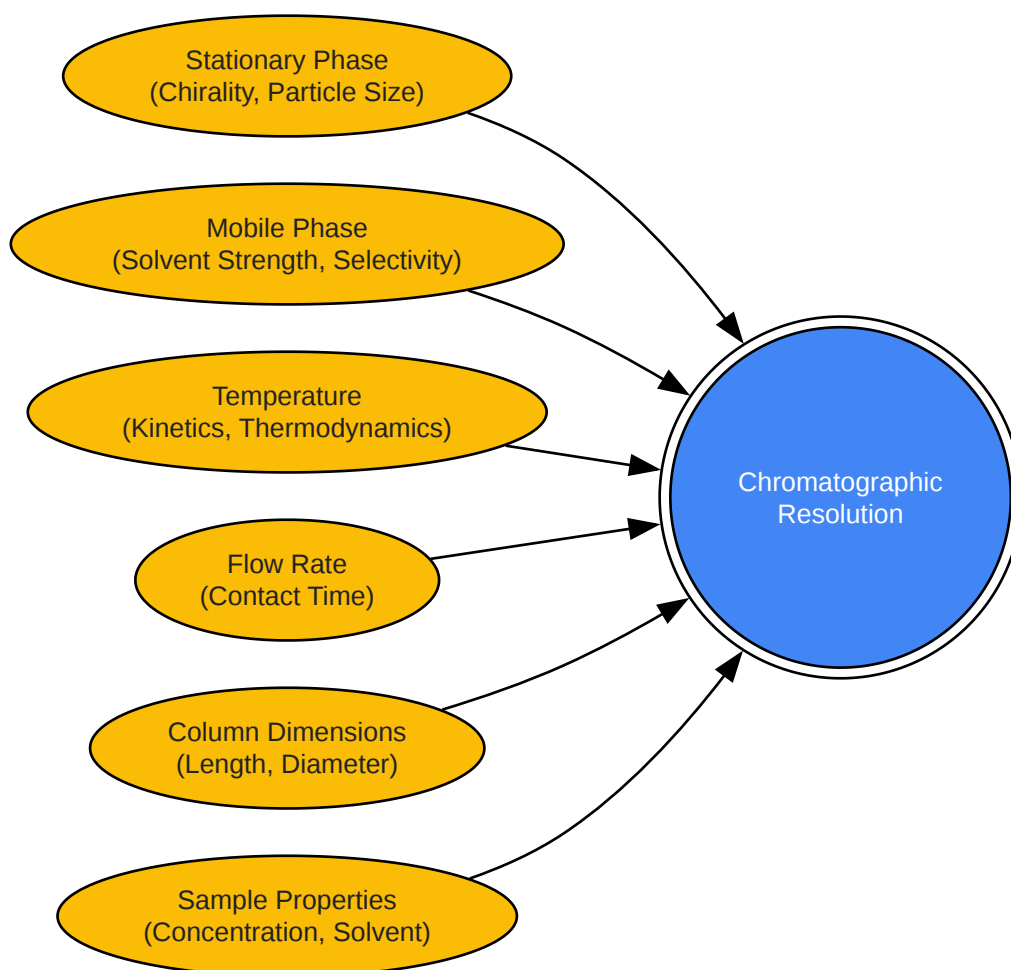 Stationary Phase
(Chirality, Particle Size)
Mobile Phase
(Solvent Strength, Selectivity)
Temperature
(Kinetics, Thermodynamics)
Chromatographic
Resolution
Flow Rate
(Contact Time)
Column Dimensions
(Length, Diameter)
Sample Properties
(Concentration, Solvent)